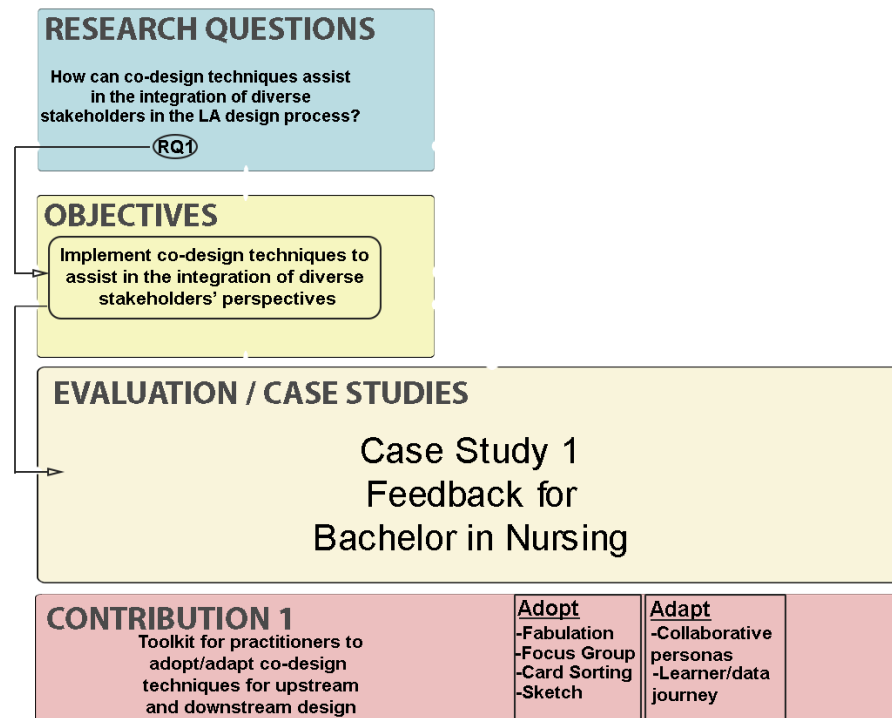 RESEARCH QUESTIONS
How can co-design techniques assist
in the integration of diverse
stakeholders in the LA design process?
RQ1
OBJECTIVES
Implement co-design techniques to
assist in the integration of diverse
stakeholders’ perspectives
EVALUATION / CASE STUDIES
Case Study 1
Feedback for
Bachelor in Nursing
CONTRIBUTION 1
Toolkit for practitioners to
adopt/adapt co-design
techniques for upstream
and downstream design
Adopt
-Fabulation
-Focus Group
-Card Sorting
-Sketch
Adapt
-Collaborative
personas
-Learner/data
journey